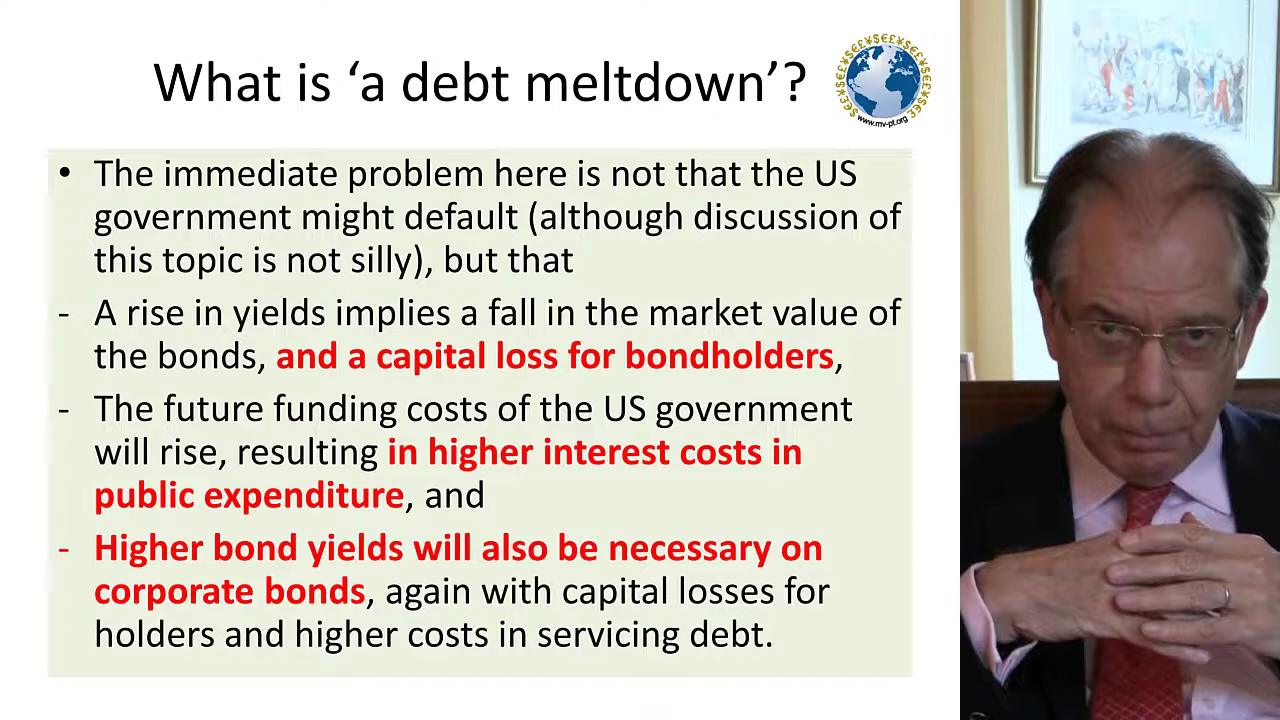 What is ‘a debt meltdown’?
www.mv-pt.org
• The immediate problem here is not that the US
government might default (although discussion of
this topic is not silly), but that
- A rise in yields implies a fall in the market value of
the bonds, and a capital loss for bondholders,
- The future funding costs of the US government
will rise, resulting in higher interest costs in
public expenditure, and
- Higher bond yields will also be necessary on
corporate bonds, again with capital losses for
holders and higher costs in servicing debt.